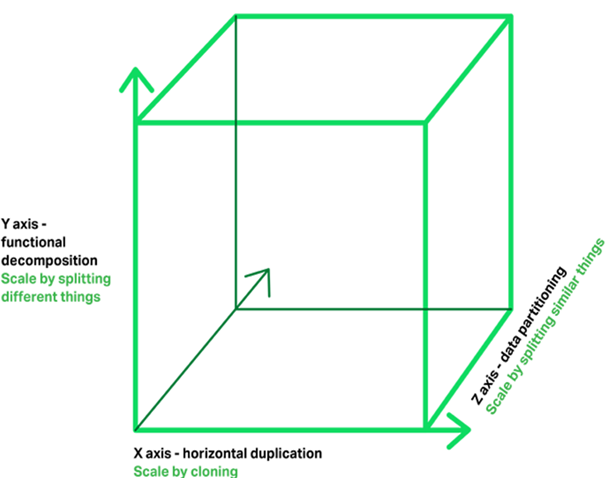 Y axis -
functional
decomposition
Scale by splitting
different things
Z axis - data partitioning
Scale by splitting similar things
X axis - horizontal duplication
Scale by cloning